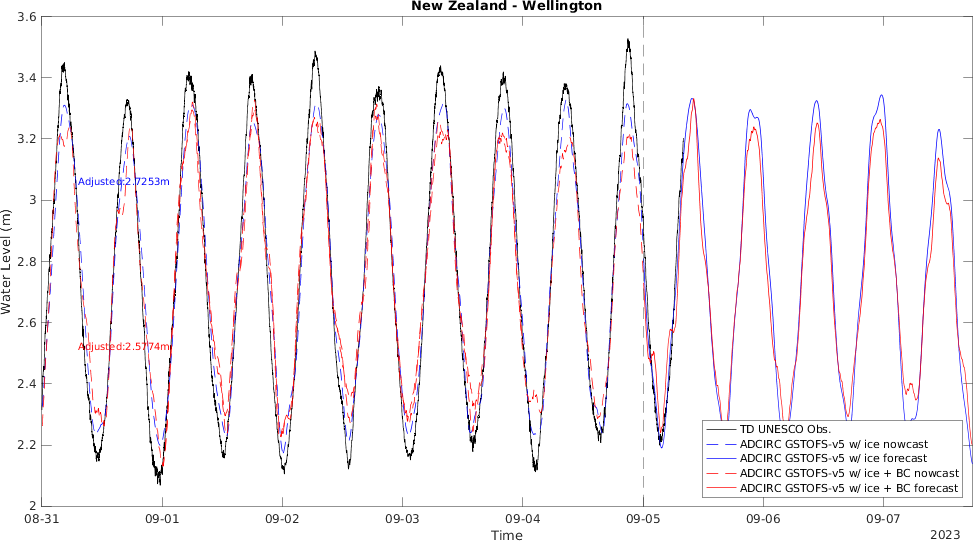 New Zealand - Wellington
3.6
3.4
3.2
3
2.8
2.6
2.4
2.2
2
Water Level (m)
Adjusted:2.7253m
Adjusted:2.5774m
TD UNESCO Obs.
ADCIRC GSTOFS-v5 w/ ice nowcast
ADCIRC GSTOFS-v5 w/ ice forecast
ADCIRC GSTOFS-v5 w/ ice + BC nowcast
ADCIRC GSTOFS-v5 w/ ice + BC forecast
08-31 09-01 09-02 09-03 09-04 09-05 09-06 09-07
Time
2023